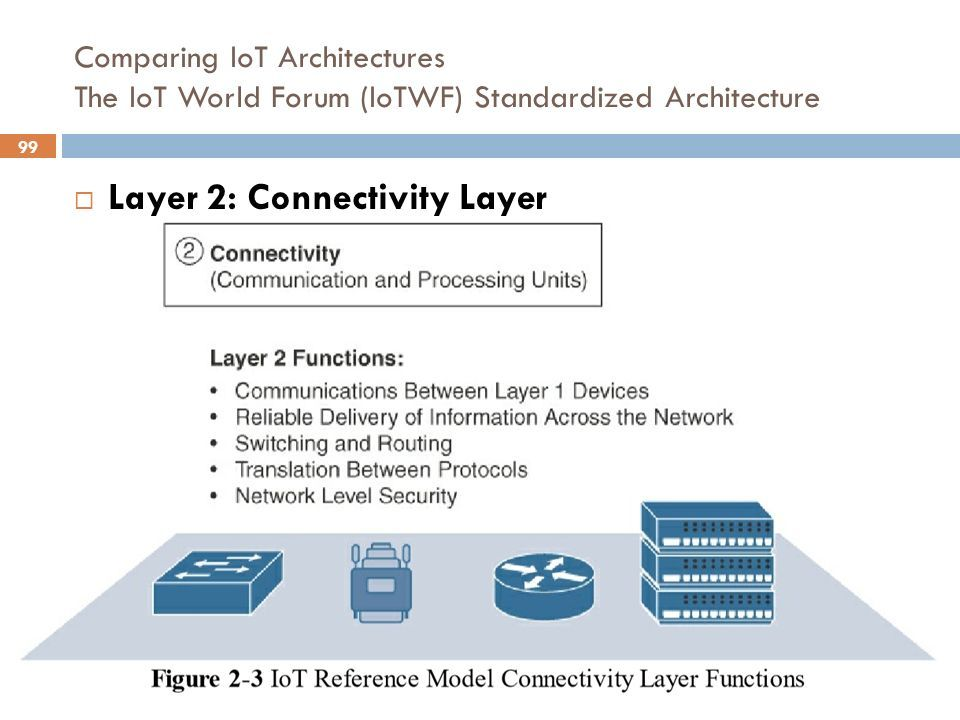 Comparing IoT Architectures
The IoT World Forum (IoTWF) Standardized Architecture
99
Layer 2: Connectivity Layer
2 Connectivity
(Communication and Processing Units)
Layer 2 Functions:
• Communications Between Layer 1 Devices
• Reliable Delivery of Information Across the Network
• Switching and Routing
• Translation Between Protocols
• Network Level Security
Figure 2-3 IoT Reference Model Connectivity Layer Functions